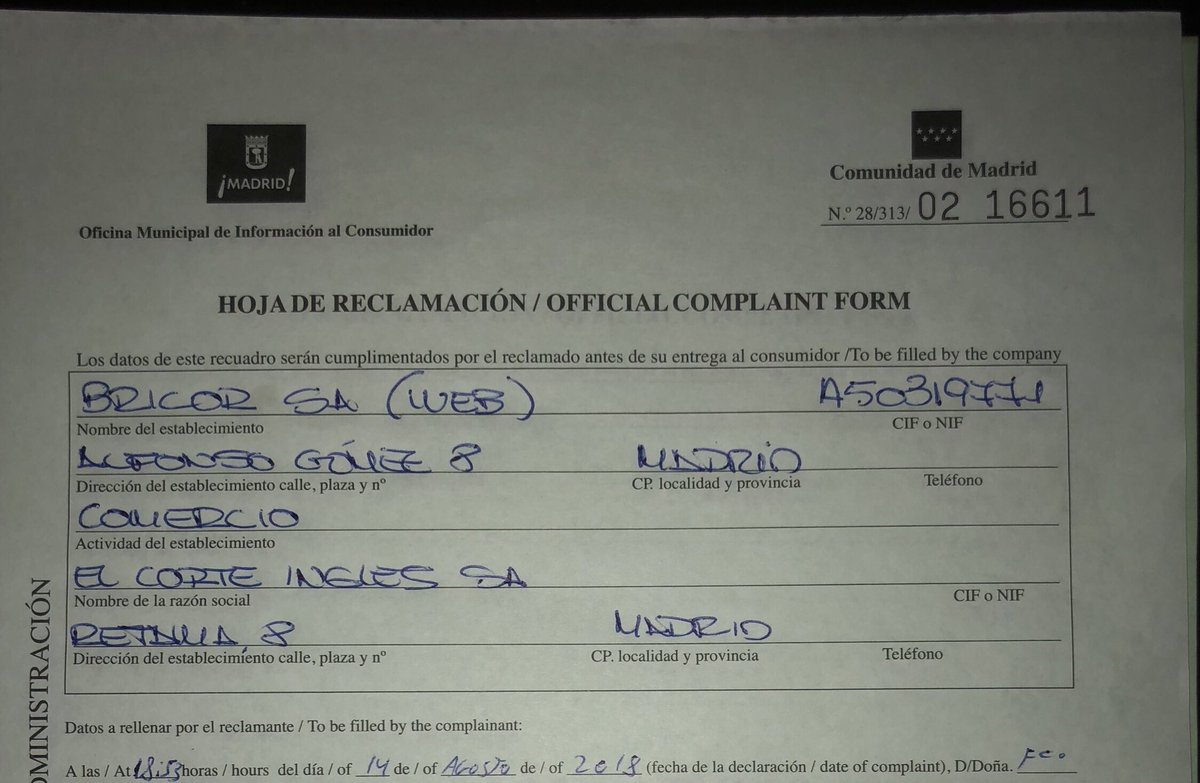 ¡MADRID!
Comunidad de Madrid
N.º 28/313/ 02 16611
Oficina Municipal de Información al Consumidor
HOJA DE RECLAMACIÓN / OFFICIAL COMPLAINT FORM
Los datos de este recuadro serán cumplimentados por el reclamado antes de su entrega al consumidor /To be filled by the company
BRICOR SA (WEB) A50319771
Nombre del establecimiento CIF o NIF
ALFONSO GÓMEZ 8 MADRID
Dirección del establecimiento calle, plaza y nº CP. localidad y provincia Teléfono
COMERCIO
Actividad del establecimiento
EL CORTE INGLES SA
Nombre de la razón social CIF o NIF
RETAMA, 8 MADRID
Dirección del establecimiento calle, plaza y nº CP. localidad y provincia Teléfono
Datos a rellenar por el reclamante / To be filled by the complainant:
A las / At 18:53 horas / hours del día / of 14 de / of AGOSTO de / of 2018 (fecha de la declaración / date of complaint), D/Doña. Fco.
DMINISTRACIÓN